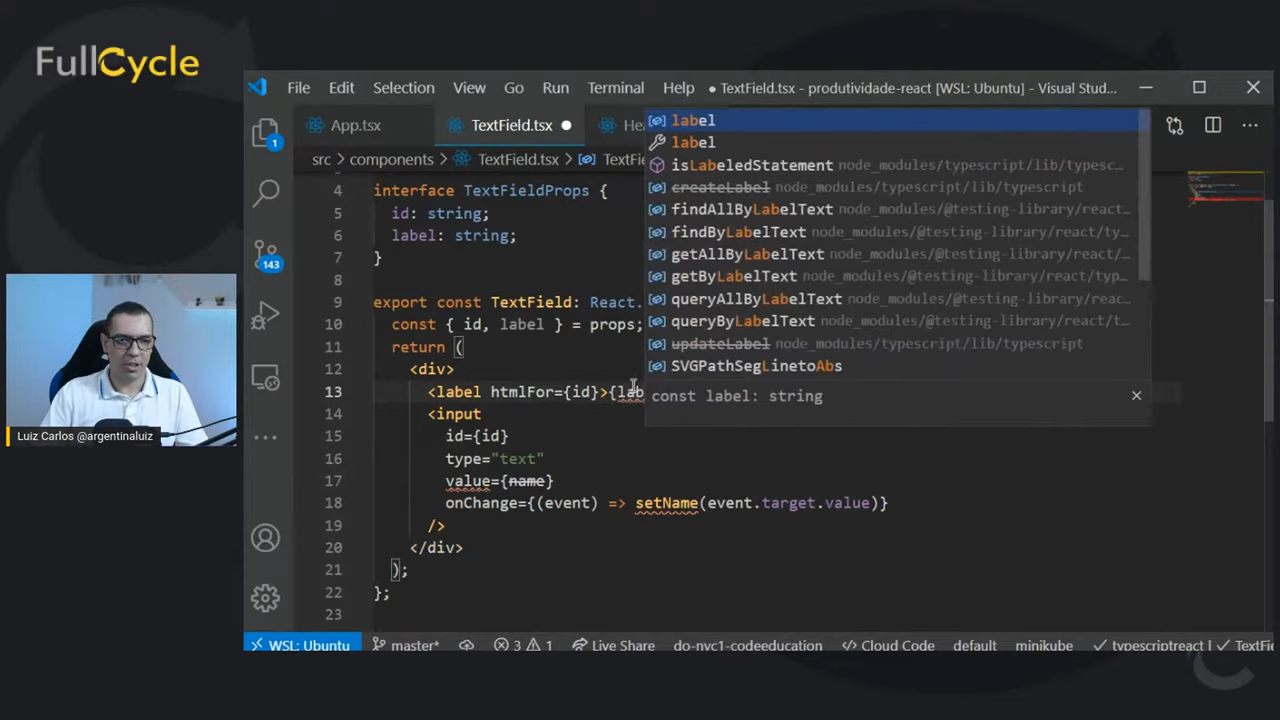 FullCycle
File Edit Selection View Go Run Terminal Help ● TextField.tsx - produtividade-react [WSL: Ubuntu] - Visual Stud...
App.tsx TextField.tsx ● He
src > components > TextField.tsx > TextFie
4 interface TextFieldProps {
5 id: string;
6 label: string;
7 }
8
9 export const TextField: React.
10 const { id, label } = props;
11 return (
12 <div>
13 <label htmlFor={id}>{lab
14 <input
15 id={id}
16 type="text"
17 value={name}
18 onChange={(event) => setName(event.target.value)}
19 />
20 </div>
21 );
22 };
23
label
label
isLabeledStatement node_modules/typescript/lib/typesc...
createLabel node_modules/typescript/lib/typescript
findAllByLabelText node_modules/@testing-library/react...
findByLabelText node_modules/@testing-library/react/ty...
getAllByLabelText node_modules/@testing-library/react/...
getByLabelText node_modules/@testing-library/react/typ...
queryAllByLabelText node_modules/@testing-library/reac...
queryByLabelText node_modules/@testing-library/react/t...
updateLabel node_modules/typescript/lib/typescript
SVGPathSegLinetoAbs
const label: string
1
143
Luiz Carlos @argentinaluiz
WSL: Ubuntu master* 3 1 Live Share do-nyc1-codeeducation Cloud Code default minikube ✓ typescriptreact ✓ TextFie